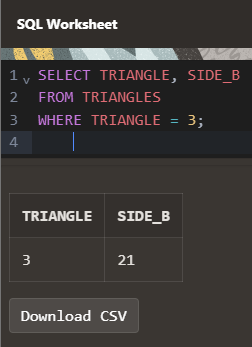 SQL Worksheet
1 SELECT TRIANGLE, SIDE_B
2 FROM TRIANGLES
3 WHERE TRIANGLE = 3;
4
TRIANGLE SIDE_B
3 21
Download CSV